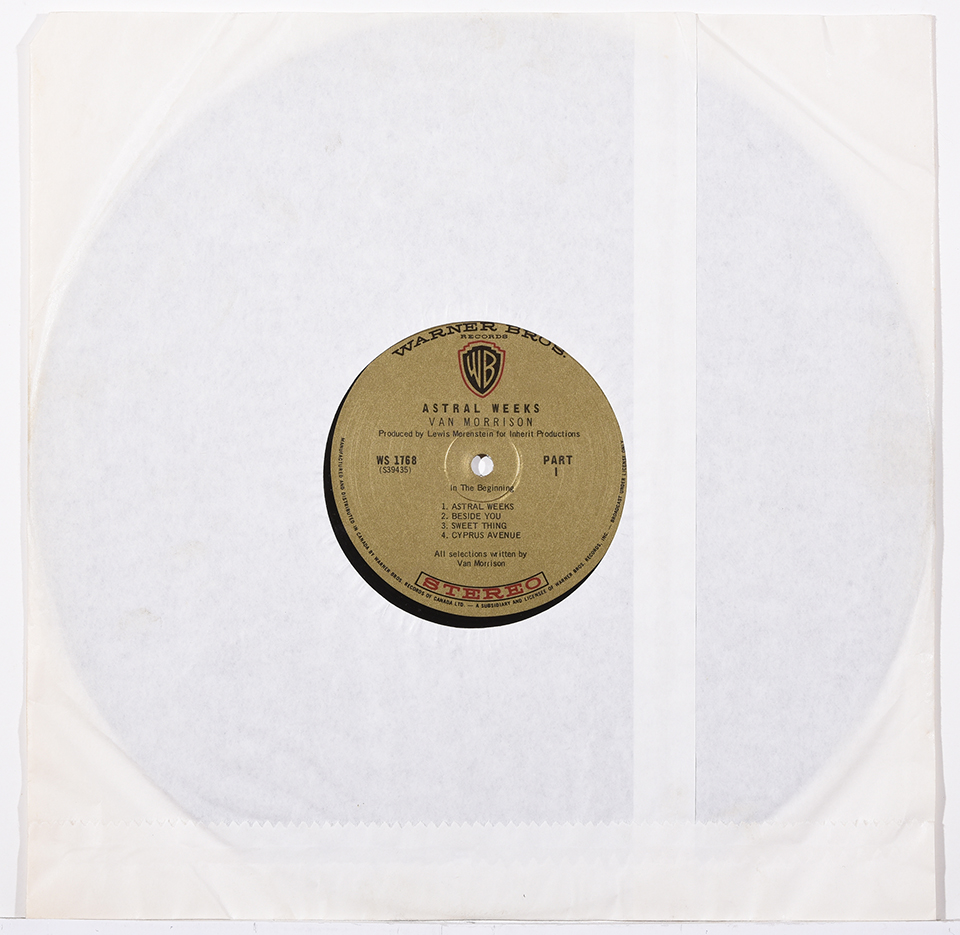 WARNER BROS.
RECORDS
WB
ASTRAL WEEKS
VAN MORRISON
Produced by Lewis Merenstein for Inherit Productions
WS 1768
(S39435)
PART
1
In The Beginning
1. ASTRAL WEEKS
2. BESIDE YOU
3. SWEET THING
4. CYPRUS AVENUE
All selections written by
Van Morrison
STEREO
MANUFACTURED AND DISTRIBUTED IN CANADA BY WARNER BROS. RECORDS OF CANADA LTD. — A SUBSIDIARY AND LICENSEE OF WARNER BROS. RECORDS, INC. — BROADCAST UNDER LICENSE